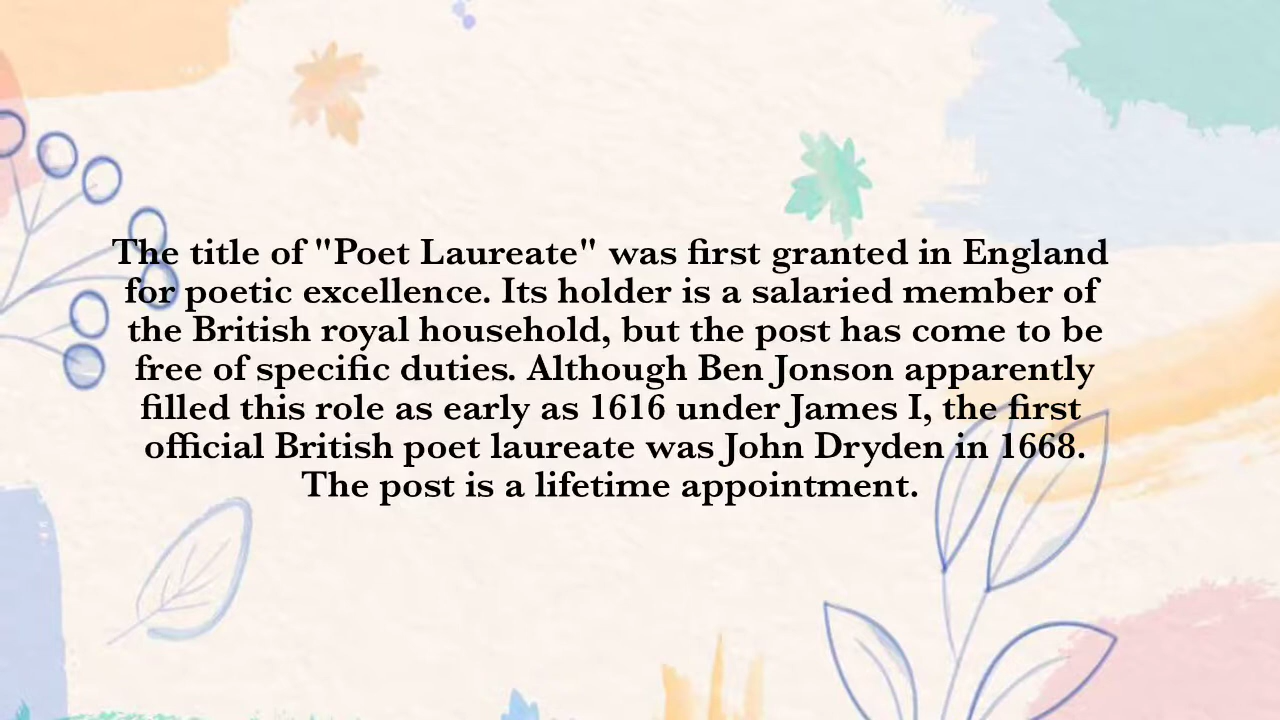 The title of "Poet Laureate" was first granted in England
for poetic excellence. Its holder is a salaried member of
the British royal household, but the post has come to be
free of specific duties. Although Ben Jonson apparently
filled this role as early as 1616 under James I, the first
official British poet laureate was John Dryden in 1668.
The post is a lifetime appointment.